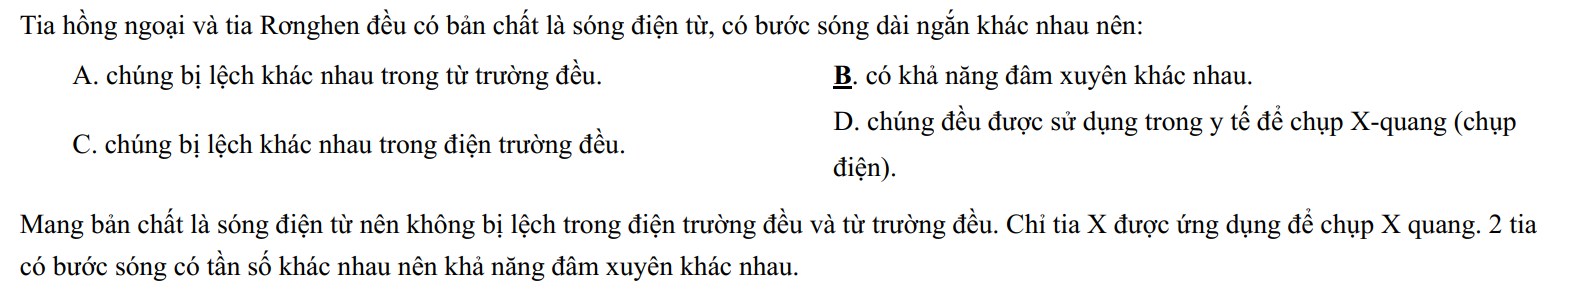 Tia hồng ngoại và tia Rơnghen đều có bản chất là sóng điện từ, có bước sóng dài ngắn khác nhau nên:
A. chúng bị lệch khác nhau trong từ trường đều.
B. có khả năng đâm xuyên khác nhau.
C. chúng bị lệch khác nhau trong điện trường đều.
D. chúng đều được sử dụng trong y tế để chụp X-quang (chụp
điện).
Mang bản chất là sóng điện từ nên không bị lệch trong điện trường đều và từ trường đều. Chỉ tia X được ứng dụng để chụp X quang. 2 tia
có bước sóng có tần số khác nhau nên khả năng đâm xuyên khác nhau.